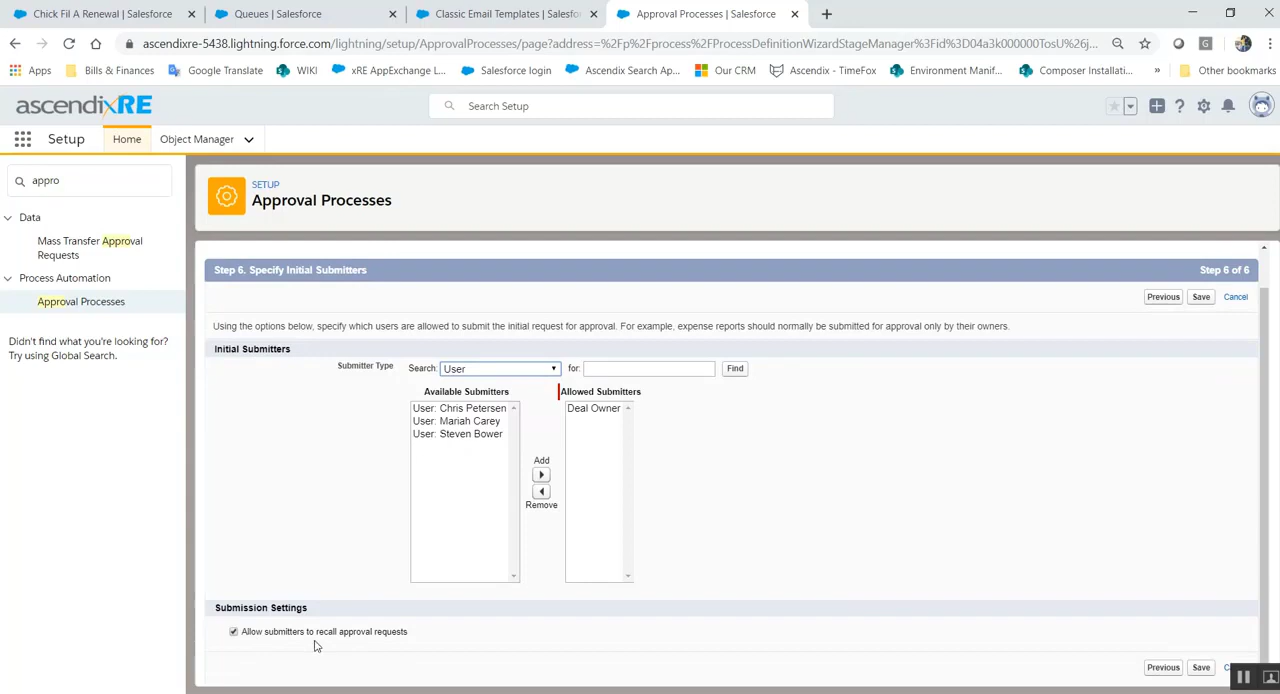 Chick Fil A Renewal | Salesforce
Queues | Salesforce
Classic Email Templates | Salesfo
Approval Processes | Salesforce
ascendixre-5438.lightning.force.com/lightning/setup/ApprovalProcesses/page?address=%2Fp%2Fprocess%2FProcessDefinitionWizardStageManager%3Fid%3D04a3k000000TosU%26j...
Apps
Bills & Finances
Google Translate
WIKI
xRE AppExchange L...
Salesforce login
Ascendix Search Ap...
Our CRM
Ascendix - TimeFox
Environment Manif...
Composer Installati...
»
Other bookmarks
ascendixRE
Search Setup
Setup
Home
Object Manager
appro
Data
Mass Transfer Approval
Requests
Process Automation
Approval Processes
Didn't find what you're looking for?
Try using Global Search.
SETUP
Approval Processes
Step 6. Specify Initial Submitters
Step 6 of 6
Previous
Save
Cancel
Using the options below, specify which users are allowed to submit the initial request for approval. For example, expense reports should normally be submitted for approval only by their owners.
Initial Submitters
Submitter Type
Search:
User
for:
Find
Available Submitters
Allowed Submitters
User: Chris Petersen
User: Mariah Carey
User: Steven Bower
Deal Owner
Add
Remove
Submission Settings
Allow submitters to recall approval requests
Previous
Save